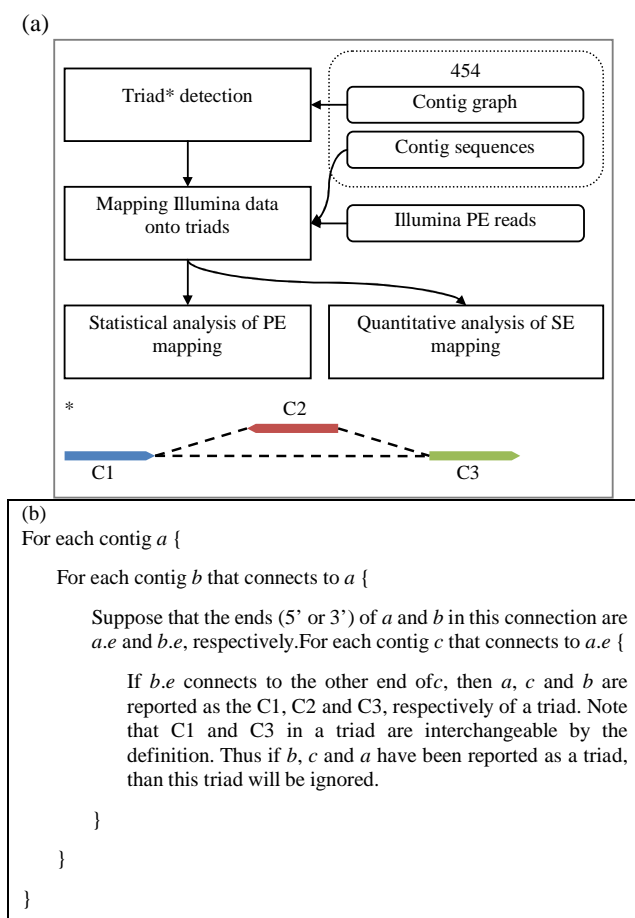 (a)
454
Triad* detection
Contig graph
Contig sequences
Mapping Illumina data
onto triads
Illumina PE reads
Statistical analysis of PE
mapping
Quantitative analysis of SE
mapping
*
C2
C1
C3
(b)
For each contig a {
For each contig b that connects to a {
Suppose that the ends (5' or 3') of a and b in this connection are
a.e and b.e, respectively.For each contig c that connects to a.e {
If b.e connects to the other end ofc, then a, c and b are
reported as the C1, C2 and C3, respectively of a triad. Note
that C1 and C3 in a triad are interchangeable by the
definition. Thus if b, c and a have been reported as a triad,
than this triad will be ignored.
}
}
}